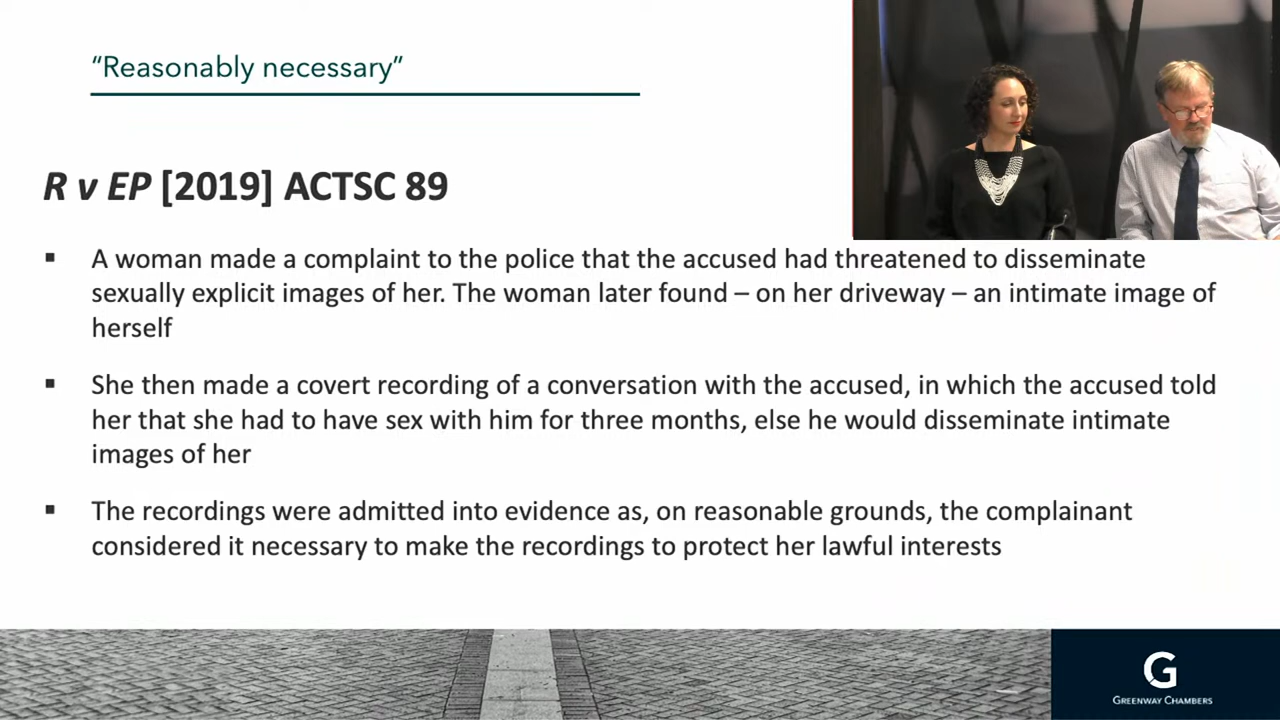 “Reasonably necessary”
R v EP [2019] ACTSC 89
▪ A woman made a complaint to the police that the accused had threatened to disseminate
sexually explicit images of her. The woman later found – on her driveway – an intimate image of
herself
▪ She then made a covert recording of a conversation with the accused, in which the accused told
her that she had to have sex with him for three months, else he would disseminate intimate
images of her
▪ The recordings were admitted into evidence as, on reasonable grounds, the complainant
considered it necessary to make the recordings to protect her lawful interests
G
GREENWAY CHAMBERS